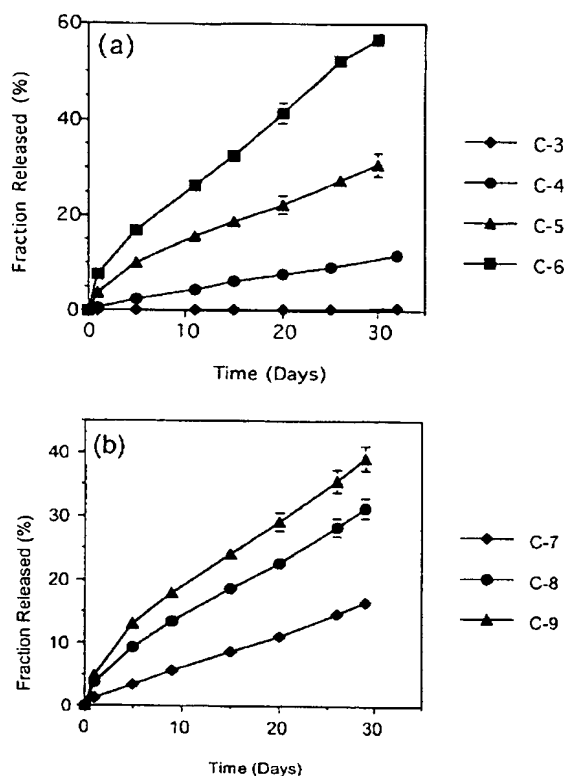 (a)
60
40
20
0
Fraction Released (%)
0 10 20 30
Time (Days)
C-3
C-4
C-5
C-6
(b)
40
30
20
10
0
Fraction Released (%)
0 10 20 30
Time (Days)
C-7
C-8
C-9